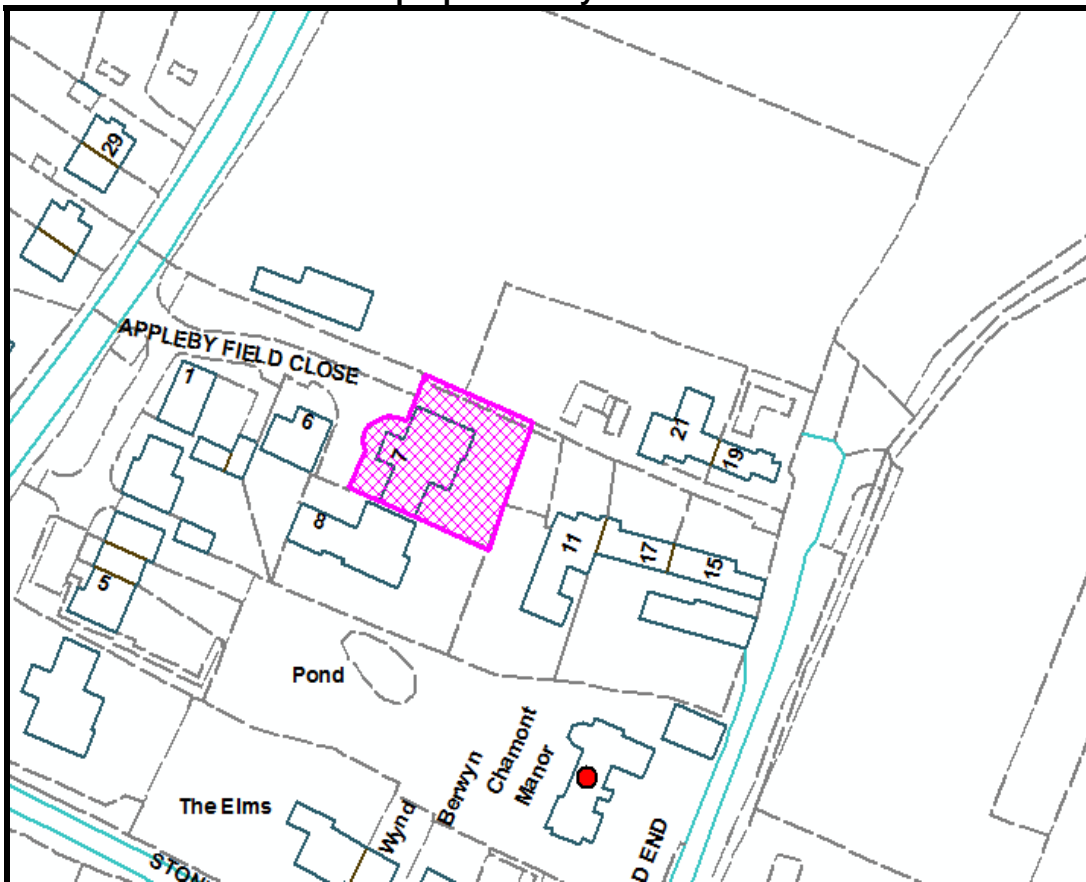 29
APPLEBY FIELD CLOSE
1
6
7
21
19
8
11
17
15
5
Pond
Chamont
Manor
Berwyn
The Elms
Wynd
D END